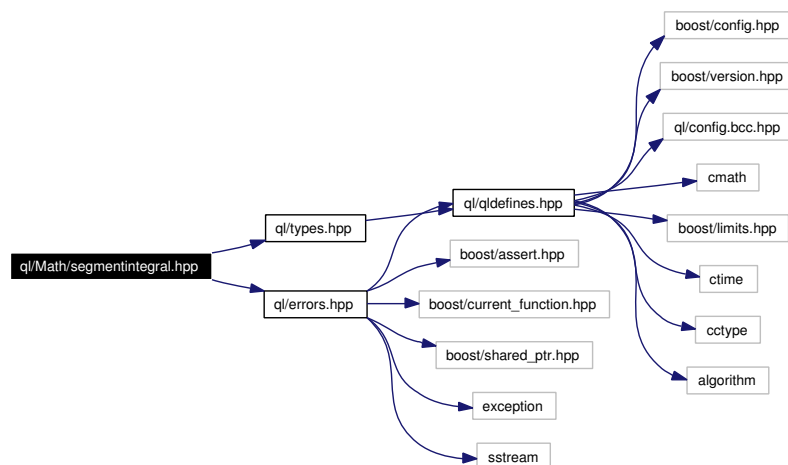 boost/config.hpp
boost/version.hpp
ql/config.bcc.hpp
cmath
ql/qldefines.hpp
ql/types.hpp
boost/limits.hpp
boost/assert.hpp
ql/Math/segmentintegral.hpp
ctime
ql/errors.hpp
boost/current_function.hpp
cctype
boost/shared_ptr.hpp
algorithm
exception
sstream